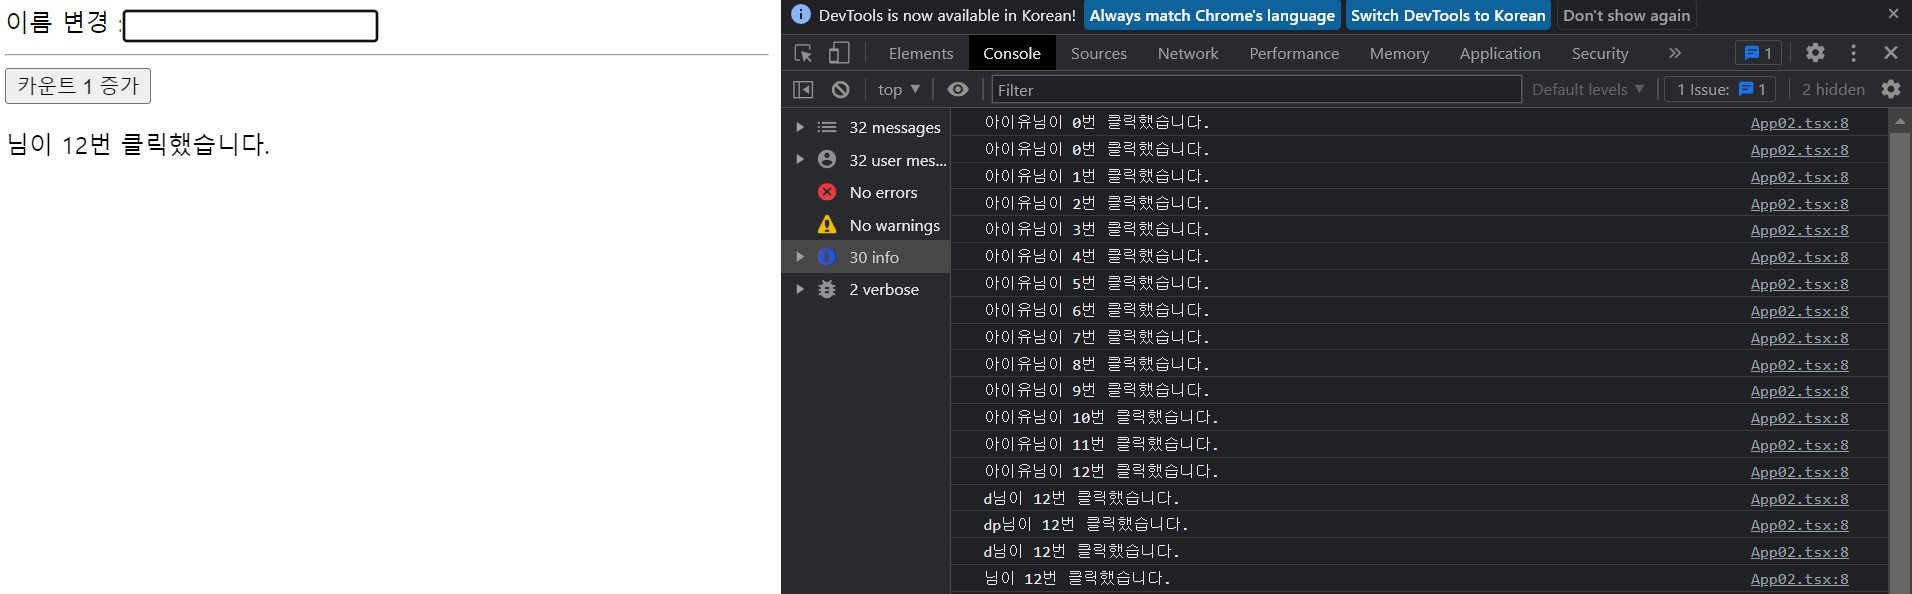 이름 변경 :
카운트 1 증가
님이 12번 클릭했습니다.
DevTools is now available in Korean! Always match Chrome's language Switch DevTools to Korean Don't show again ×
Elements Console Sources Network Performance Memory Application Security » 1
top ▼ Filter Default levels ▼ 1 Issue: 1 2 hidden
32 messages
32 user mes...
No errors
No warnings
30 info
2 verbose
아이유님이 0번 클릭했습니다. App02.tsx:8
아이유님이 0번 클릭했습니다. App02.tsx:8
아이유님이 1번 클릭했습니다. App02.tsx:8
아이유님이 2번 클릭했습니다. App02.tsx:8
아이유님이 3번 클릭했습니다. App02.tsx:8
아이유님이 4번 클릭했습니다. App02.tsx:8
아이유님이 5번 클릭했습니다. App02.tsx:8
아이유님이 6번 클릭했습니다. App02.tsx:8
아이유님이 7번 클릭했습니다. App02.tsx:8
아이유님이 8번 클릭했습니다. App02.tsx:8
아이유님이 9번 클릭했습니다. App02.tsx:8
아이유님이 10번 클릭했습니다. App02.tsx:8
아이유님이 11번 클릭했습니다. App02.tsx:8
아이유님이 12번 클릭했습니다. App02.tsx:8
d님이 12번 클릭했습니다. App02.tsx:8
dp님이 12번 클릭했습니다. App02.tsx:8
d님이 12번 클릭했습니다. App02.tsx:8
님이 12번 클릭했습니다. App02.tsx:8